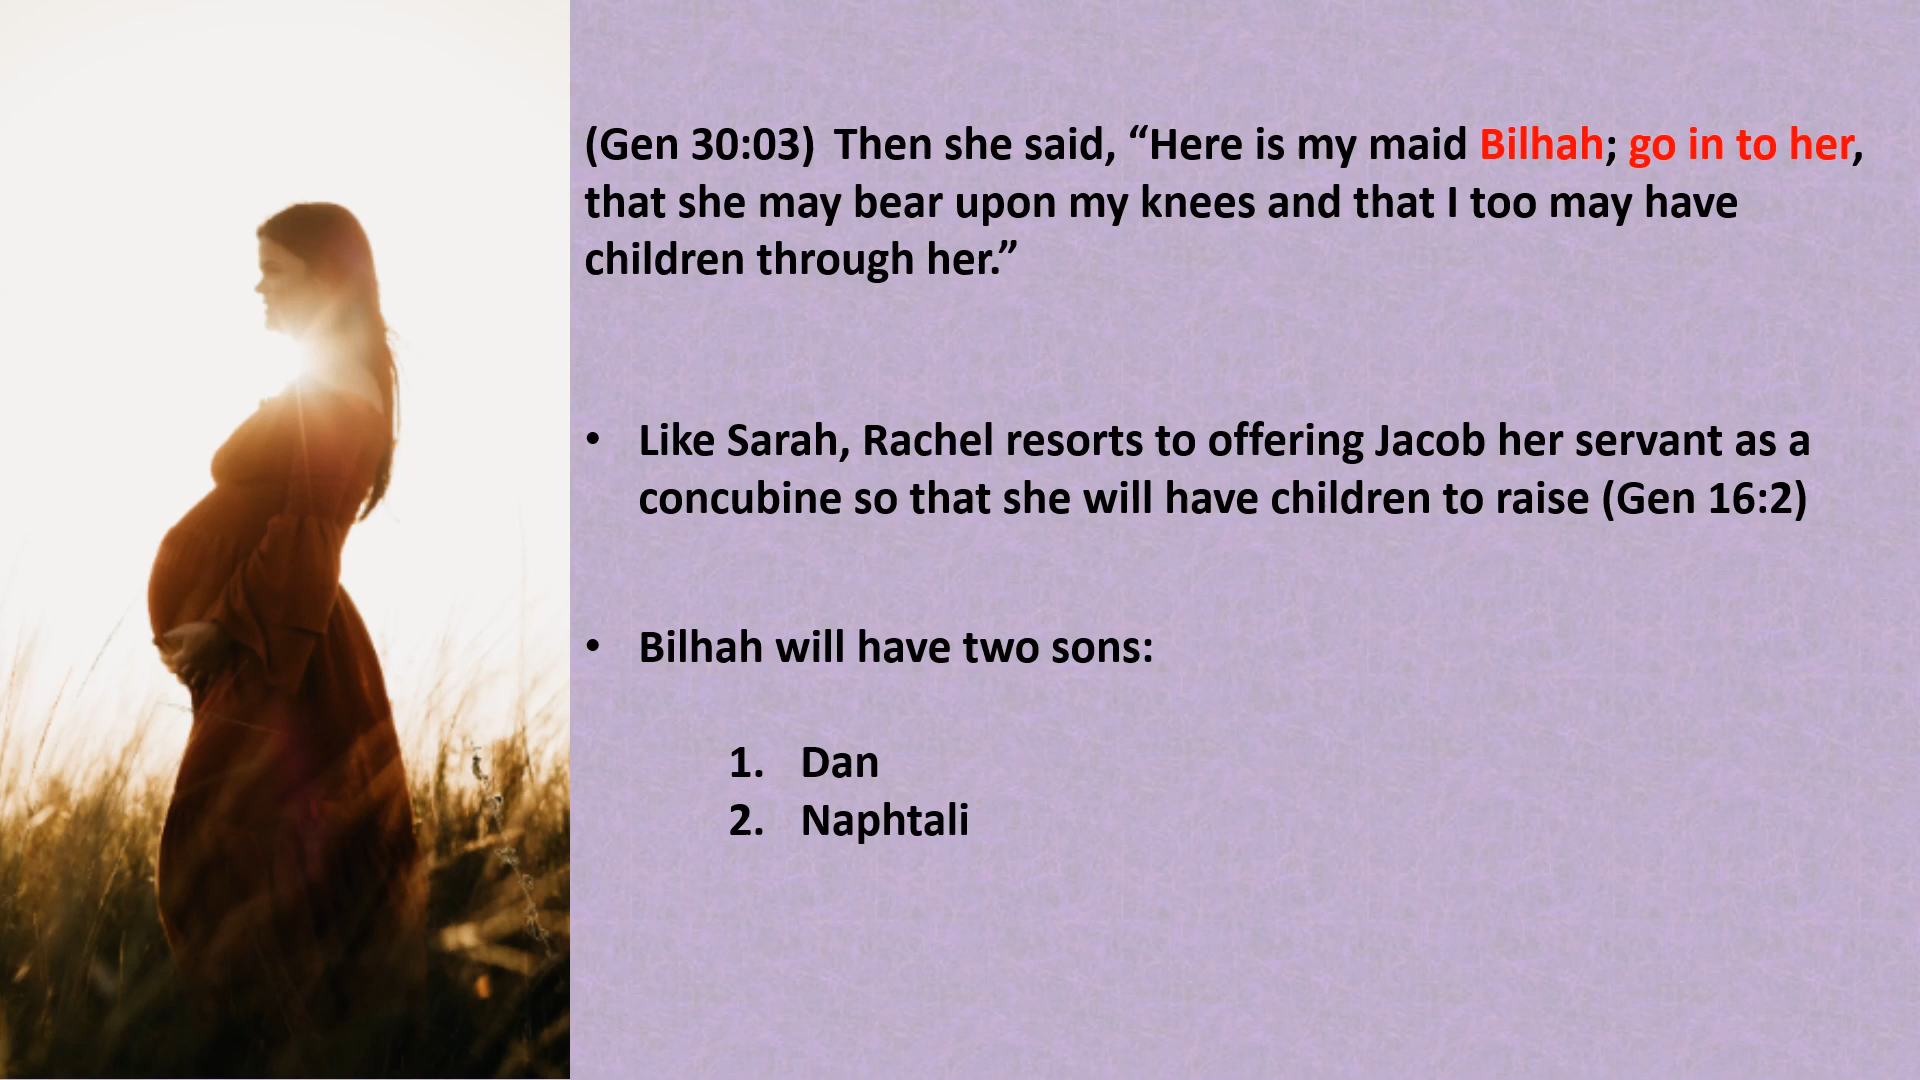 (Gen 30:03)  Then she said, “Here is my maid Bilhah; go in to her,
that she may bear upon my knees and that I too may have
children through her.”
• Like Sarah, Rachel resorts to offering Jacob her servant as a
concubine so that she will have children to raise (Gen 16:2)
• Bilhah will have two sons:
1. Dan
2. Naphtali